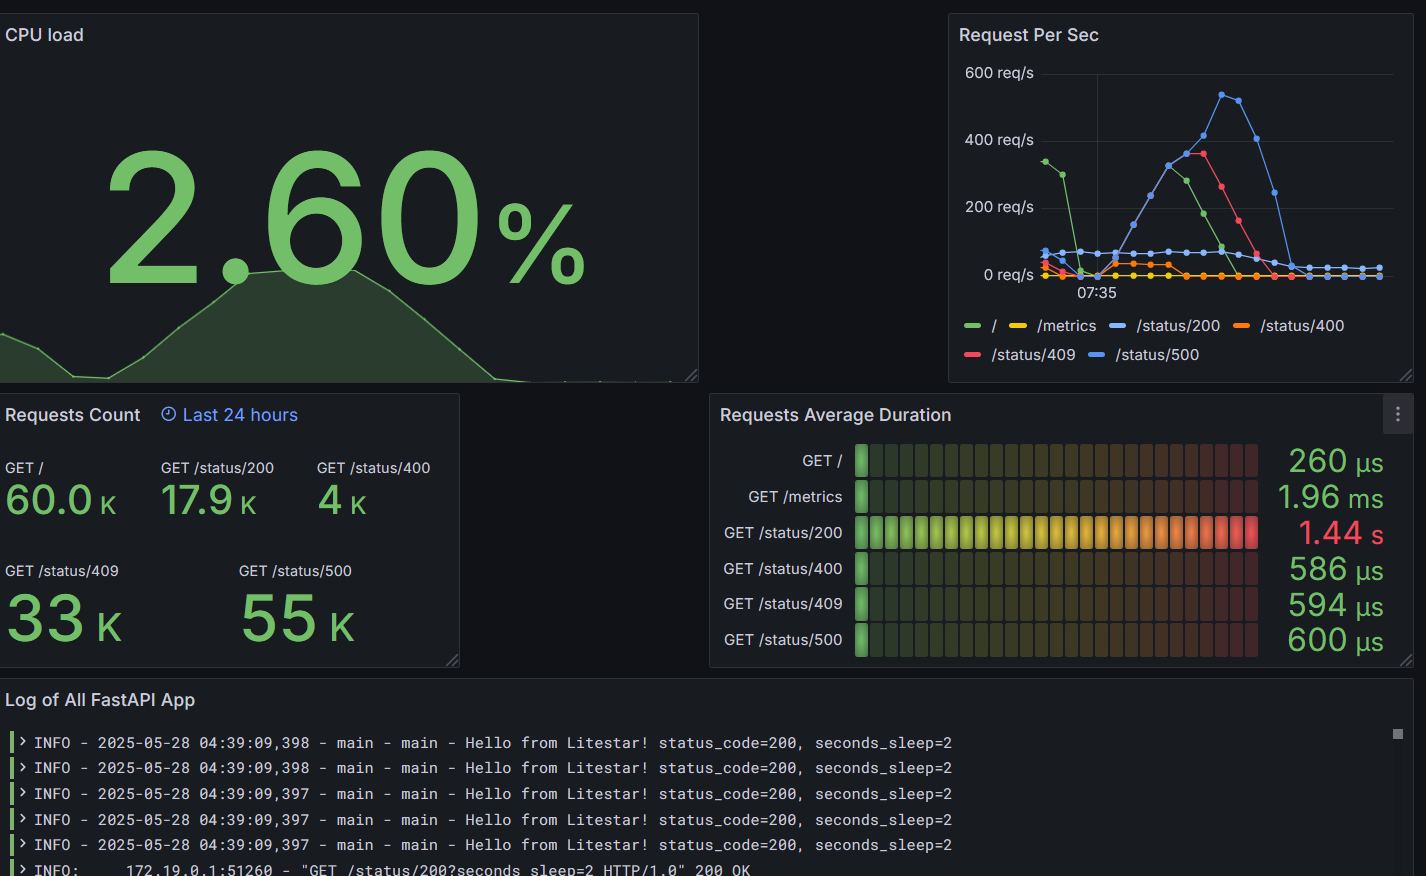 CPU load
2.60%
Request Per Sec
600 req/s
400 req/s
200 req/s
0 req/s
07:35
/ /metrics /status/200 /status/400
/status/409 /status/500
Requests Count Last 24 hours
GET / GET /status/200 GET /status/400
60.0 K 17.9 K 4 K
GET /status/409 GET /status/500
33 K 55 K
Requests Average Duration
GET / 260 µs
GET /metrics 1.96 ms
GET /status/200 1.44 s
GET /status/400 586 µs
GET /status/409 594 µs
GET /status/500 600 µs
Log of All FastAPI App
INFO - 2025-05-28 04:39:09,398 - main - main - Hello from Litestar! status_code=200, seconds_sleep=2
INFO - 2025-05-28 04:39:09,398 - main - main - Hello from Litestar! status_code=200, seconds_sleep=2
INFO - 2025-05-28 04:39:09,397 - main - main - Hello from Litestar! status_code=200, seconds_sleep=2
INFO - 2025-05-28 04:39:09,397 - main - main - Hello from Litestar! status_code=200, seconds_sleep=2
INFO - 2025-05-28 04:39:09,397 - main - main - Hello from Litestar! status_code=200, seconds_sleep=2
INFO: 172.19.0.1:51260 - "GET /status/200?seconds_sleep=2 HTTP/1.0" 200 OK